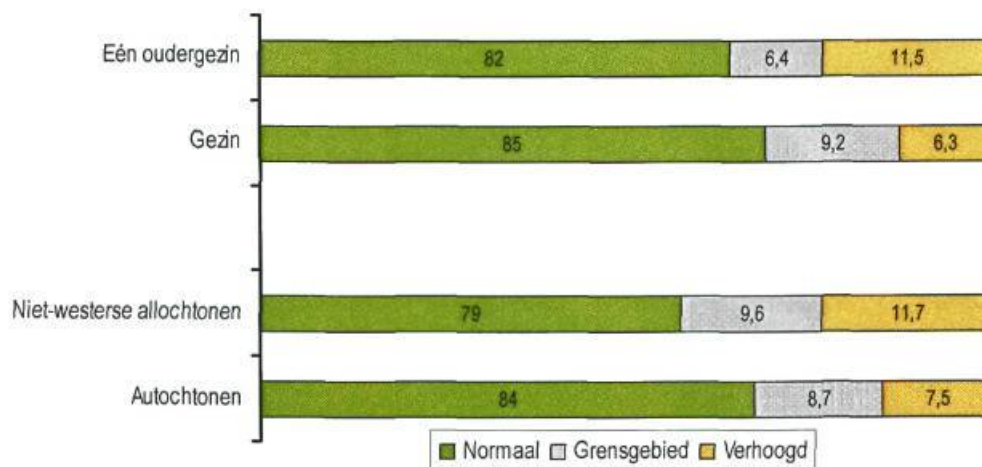 Eén oudergezin 82 6,4 11,5
Gezin 85 9,2 6,3
Niet-westerse allochtonen 79 9,6 11,7
Autochtonen 84 8,7 7,5
Normaal Grensgebied Verhoogd